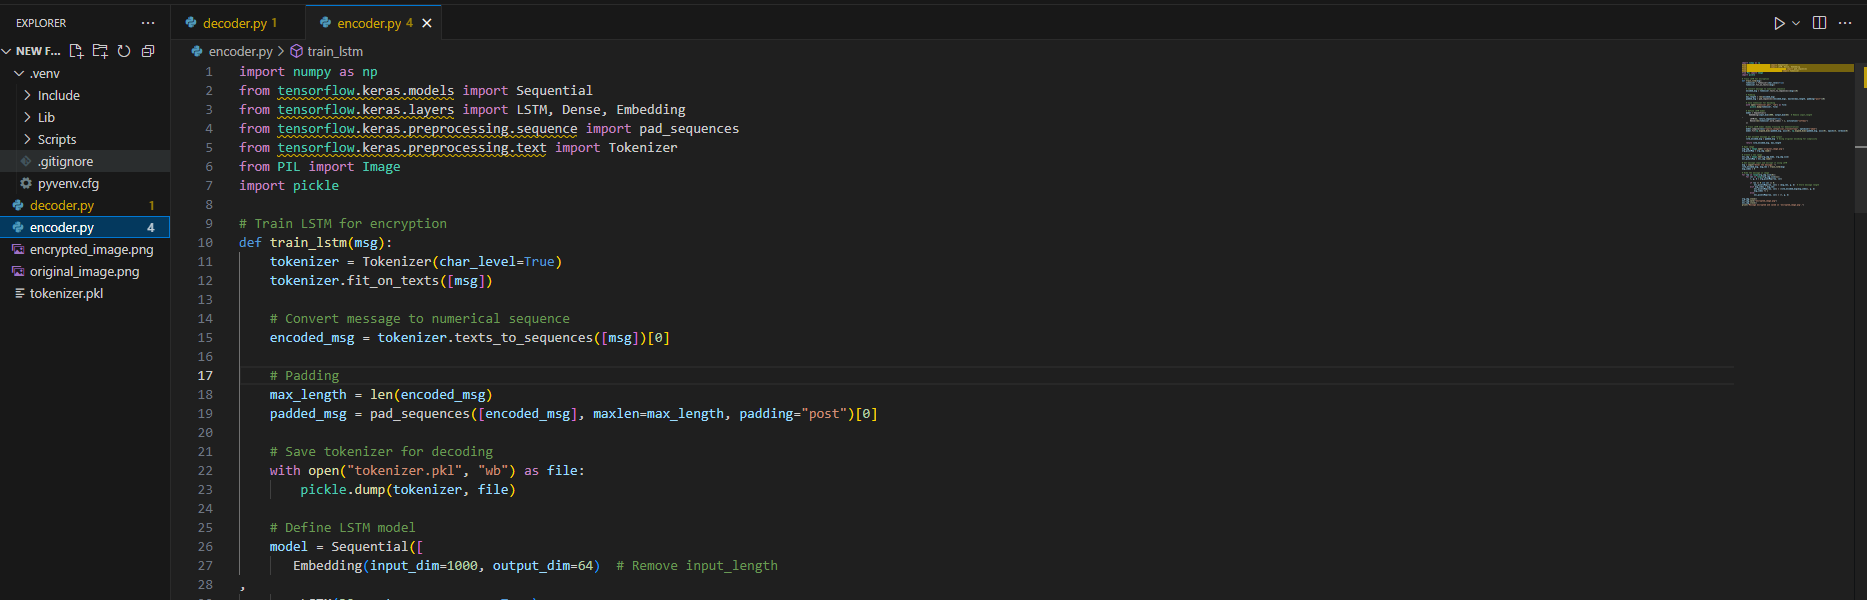 EXPLORER
NEW F...
.venv
Include
Lib
Scripts
.gitignore
pyvenv.cfg
decoder.py 1
encoder.py 4
encrypted_image.png
original_image.png
tokenizer.pkl
decoder.py 1
encoder.py 4
encoder.py > train_lstm
1 import numpy as np
2 from tensorflow.keras.models import Sequential
3 from tensorflow.keras.layers import LSTM, Dense, Embedding
4 from tensorflow.keras.preprocessing.sequence import pad_sequences
5 from tensorflow.keras.preprocessing.text import Tokenizer
6 from PIL import Image
7 import pickle
8
9 # Train LSTM for encryption
10 def train_lstm(msg):
11 tokenizer = Tokenizer(char_level=True)
12 tokenizer.fit_on_texts([msg])
13
14 # Convert message to numerical sequence
15 encoded_msg = tokenizer.texts_to_sequences([msg])[0]
16
17 # Padding
18 max_length = len(encoded_msg)
19 padded_msg = pad_sequences([encoded_msg], maxlen=max_length, padding="post")[0]
20
21 # Save tokenizer for decoding
22 with open("tokenizer.pkl", "wb") as file:
23 pickle.dump(tokenizer, file)
24
25 # Define LSTM model
26 model = Sequential([
27 Embedding(input_dim=1000, output_dim=64) # Remove input_length
28 ,